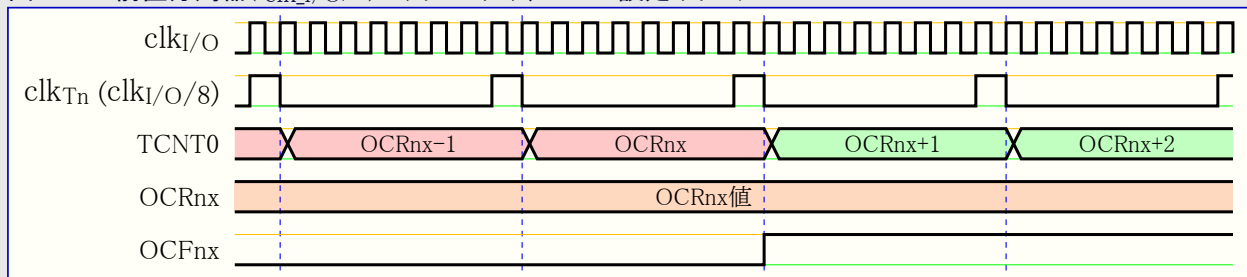 clkI/O
clkTn (clkI/O/8)
TCNT0 OCRnx-1 OCRnx OCRnx+1 OCRnx+2
OCRnx OCRnx値
OCFnx